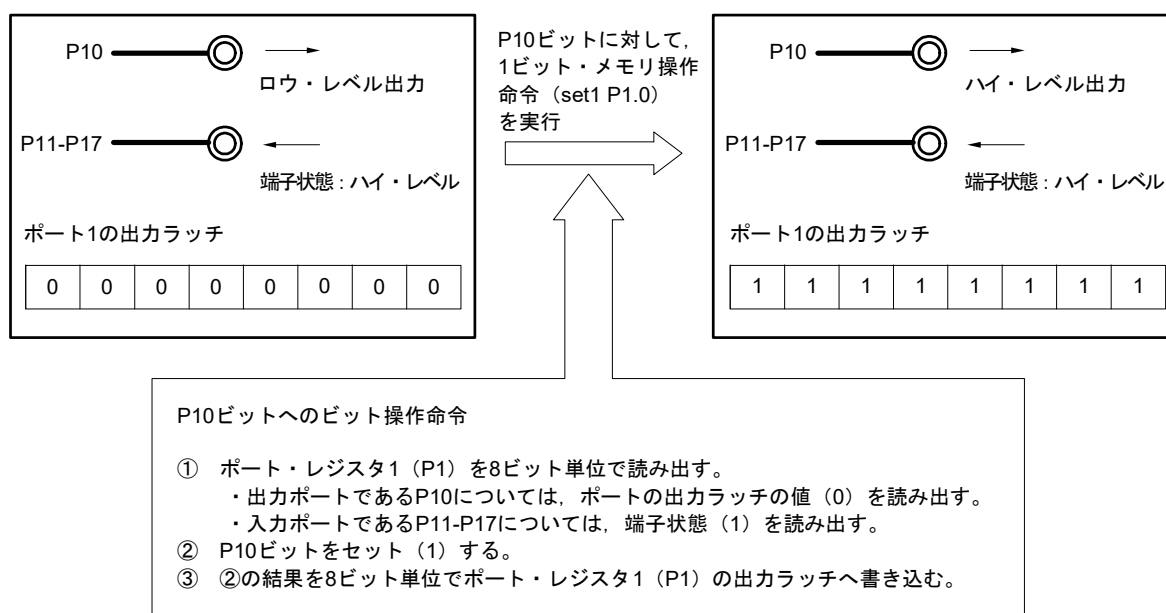 P10
ロウ・レベル出力
P11-P17
端子状態：ハイ・レベル
ポート1の出力ラッチ
0 0 0 0 0 0 0 0
P10ビットに対して，
1ビット・メモリ操作
命令（set1 P1.0）
を実行
P10
ハイ・レベル出力
P11-P17
端子状態：ハイ・レベル
ポート1の出力ラッチ
1 1 1 1 1 1 1 1
P10ビットへのビット操作命令
① ポート・レジスタ1（P1）を8ビット単位で読み出す。
・出力ポートであるP10については，ポートの出力ラッチの値（0）を読み出す。
・入力ポートであるP11-P17については，端子状態（1）を読み出す。
② P10ビットをセット（1）する。
③ ②の結果を8ビット単位でポート・レジスタ1（P1）の出力ラッチへ書き込む。